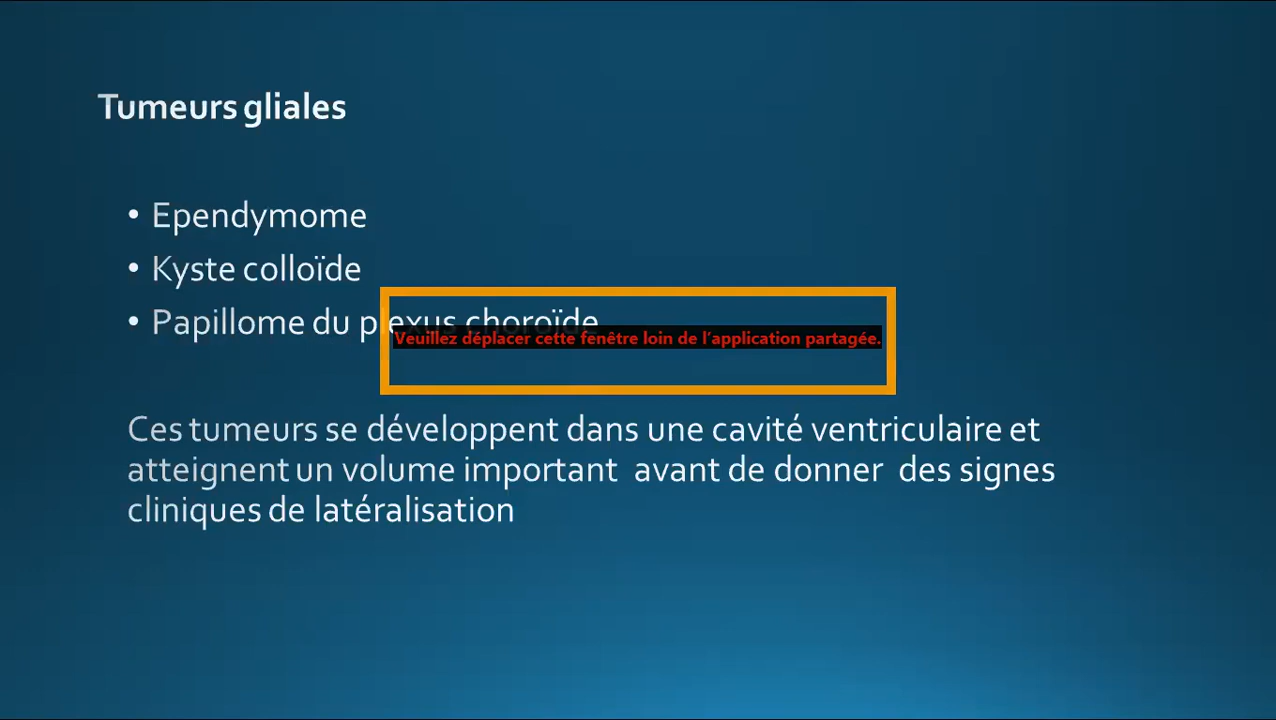 Tumeurs gliales
• Ependymome
• Kyste colloïde
• Papillome du plexus choroïde
Veuillez déplacer cette fenêtre loin de l’application partagée.
Ces tumeurs se développent dans une cavité ventriculaire et
atteignent un volume important avant de donner des signes
cliniques de latéralisation